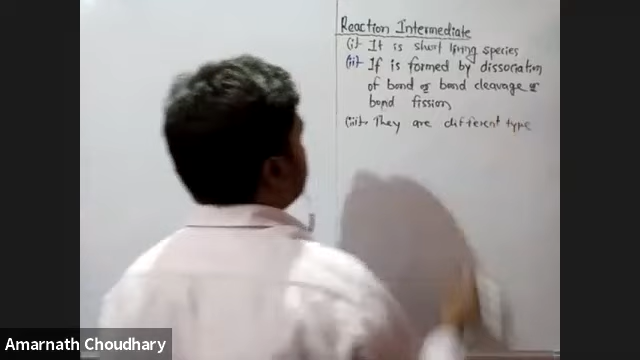 Reaction Intermediate
(i)- It is short living species
(ii)- If is formed by dissociation
of bond or bond cleavage or
bond fission
(iii)- They are different type
Amarnath Choudhary